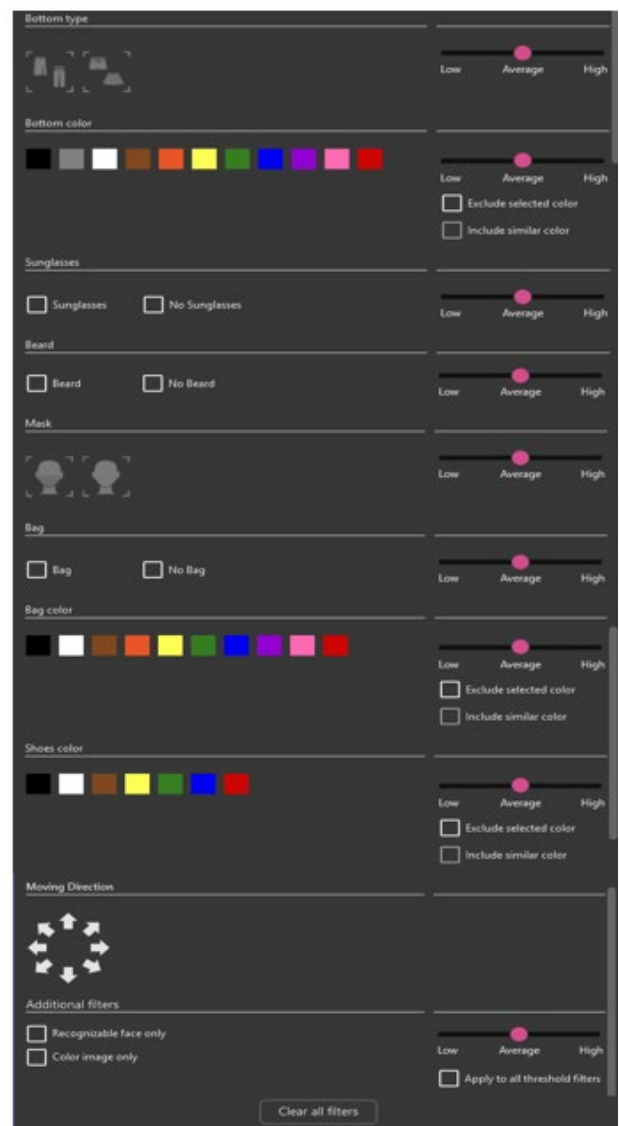 Bottom type
Low Average High
Bottom color
Low Average High
Exclude selected color
Include similar color
Sunglasses
Sunglasses No Sunglasses
Low Average High
Beard
Beard No Beard
Low Average High
Mask
Low Average High
Bag
Bag No Bag
Low Average High
Bag color
Low Average High
Exclude selected color
Include similar color
Shoes color
Low Average High
Exclude selected color
Include similar color
Moving Direction
Additional filters
Recognizable face only
Color image only
Low Average High
Apply to all threshold filters
Clear all filters